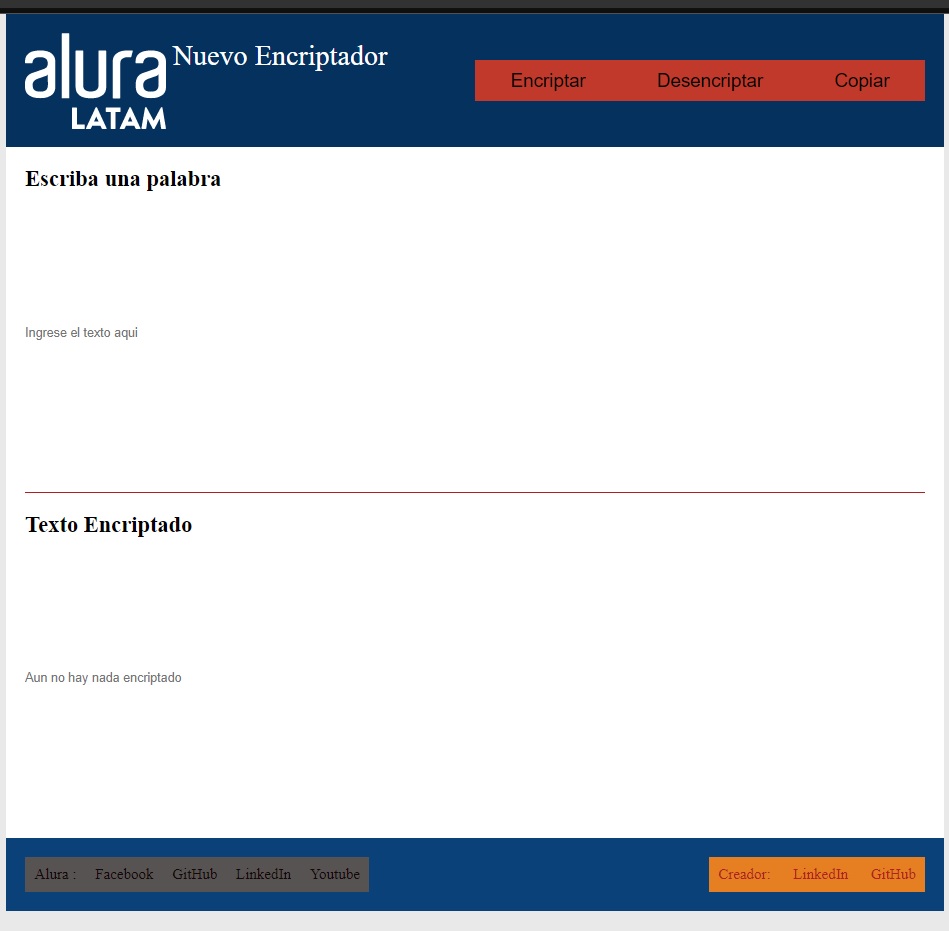 alura
LATAM
Nuevo Encriptador
Encriptar Desencriptar Copiar
Escriba una palabra
Ingrese el texto aqui
Texto Encriptado
Aun no hay nada encriptado
Alura : Facebook GitHub LinkedIn Youtube
Creador: LinkedIn GitHub